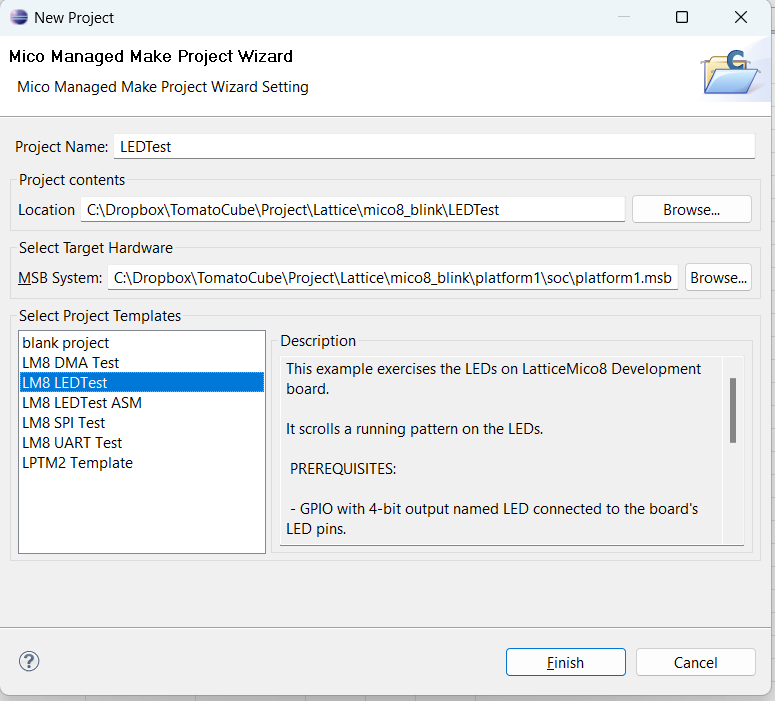 New Project
Mico Managed Make Project Wizard
Mico Managed Make Project Wizard Setting
C
Project Name: LEDTest
Project contents
Location C:\Dropbox\TomatoCube\Project\Lattice\mico8_blink\LEDTest Browse...
Select Target Hardware
MSB System: C:\Dropbox\TomatoCube\Project\Lattice\mico8_blink\platform1\soc\platform1.msb Browse...
Select Project Templates
blank project
LM8 DMA Test
LM8 LEDTest
LM8 LEDTest ASM
LM8 SPI Test
LM8 UART Test
LPTM2 Template
Description
This example exercises the LEDs on LatticeMico8 Development
board.
It scrolls a running pattern on the LEDs.
PREREQUISITES:
- GPIO with 4-bit output named LED connected to the board's
LED pins.
? Finish Cancel